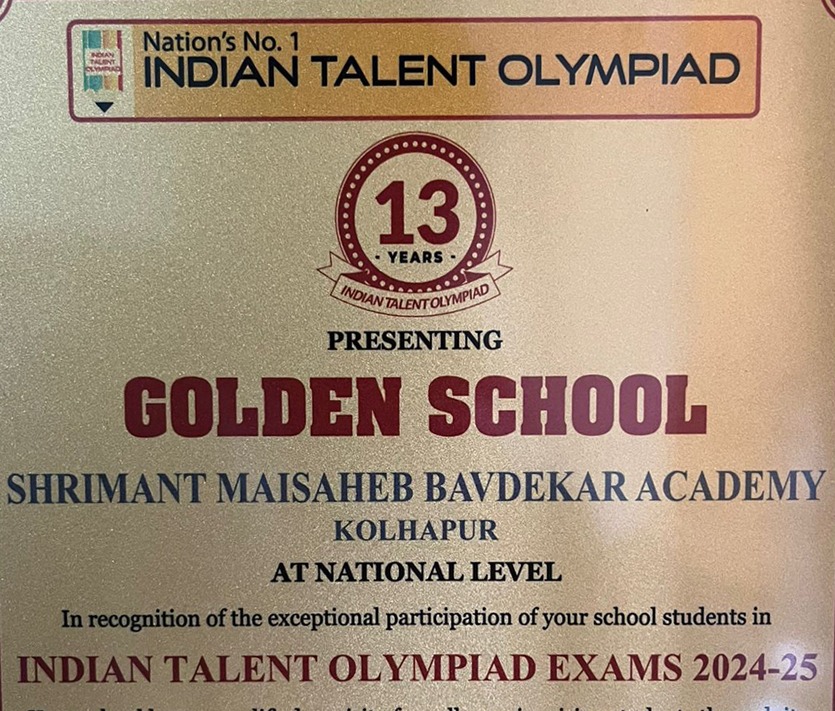 Nation's No. 1
INDIAN TALENT OLYMPIAD
INDIAN
TALENT
OLYMPIAD
13
- YEARS -
INDIAN TALENT OLYMPIAD
PRESENTING
GOLDEN SCHOOL
SHRIMANT MAISAHEB BAVDEKAR ACADEMY
KOLHAPUR
AT NATIONAL LEVEL
In recognition of the exceptional participation of your school students in
INDIAN TALENT OLYMPIAD EXAMS 2024-25